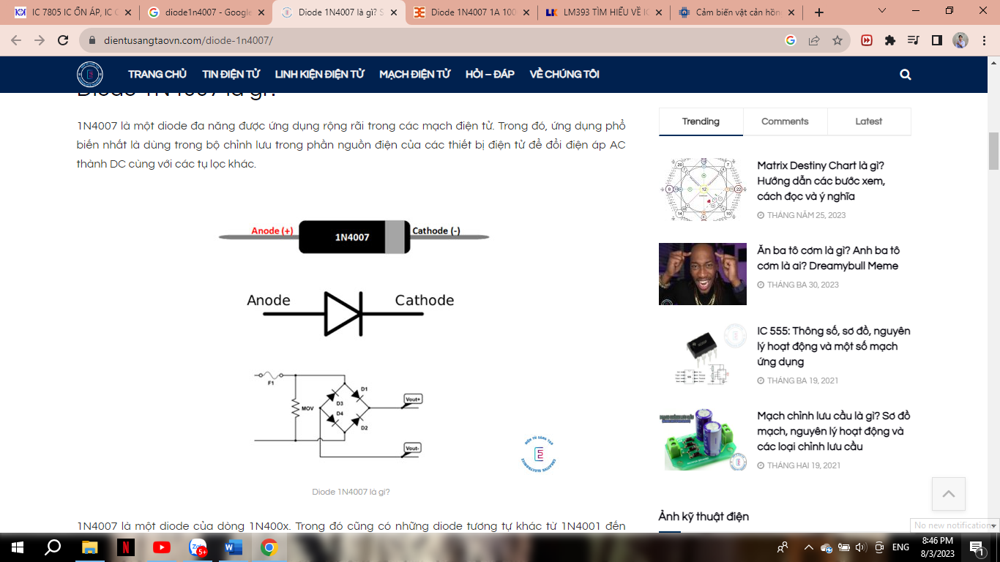 IC 7805 IC ỔN ÁP, IC C
diode1n4007 - Google
Diode 1N4007 là gì? S
Diode 1N4007 1A 100
LM393 TÌM HIỂU VỀ IC
Cảm biến vật cản hồn
dientusangtaovn.com/diode-1n4007/
TRANG CHỦ TIN ĐIỆN TỬ LINH KIỆN ĐIỆN TỬ MẠCH ĐIỆN TỬ HỎI – ĐÁP VỀ CHÚNG TÔI
Diode 1N4007 là gì?
1N4007 là một diode đa năng được ứng dụng rộng rãi trong các mạch điện tử. Trong đó, ứng dụng phổ
biến nhất là dùng trong bộ chỉnh lưu trong phần nguồn điện của các thiết bị điện tử để đổi điện áp AC
thành DC cùng với các tụ lọc khác.
Anode (+) 1N4007 Cathode (-)
Anode Cathode
F1
MOV
D3
D1
D4
D2
Vout+
Vout-
ĐIỆN TỬ SÁNG TẠO
CREATIVE ELECTRONICS
Diode 1N4007 là gì?
1N4007 là một diode của dòng 1N400x. Trong đó cũng có những diode tương tự khác từ 1N4001 đến
Trending Comments Latest
Matrix Destiny Chart là gì?
Hướng dẫn các bước xem,
cách đọc và ý nghĩa
THÁNG NĂM 25, 2023
Ăn ba tô cơm là gì? Anh ba tô
cơm là ai? Dreamybull Meme
THÁNG BA 30, 2023
IC 555: Thông số, sơ đồ, nguyên
lý hoạt động và một số mạch
ứng dụng
THÁNG BA 19, 2021
Mạch chỉnh lưu cầu là gì? Sơ đồ
mạch, nguyên lý hoạt động và
các loại chỉnh lưu cầu
THÁNG HAI 19, 2021
Ảnh kỹ thuật điện
No new notifications
Zalo
5+
ENG
8:46 PM
8/3/2023
1